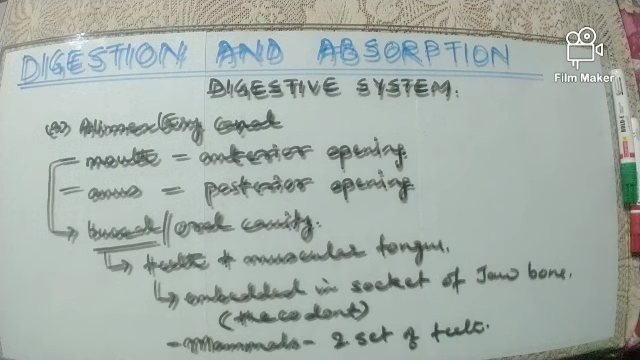 DIGESTION AND ABSORPTION
DIGESTIVE SYSTEM.
Alimentary canal
mouth = anterior opening
anus = posterior opening
↳ buccal / oral cavity.
↳ teeth + muscular tongue.
↳ embedded in socket of Jaw bone.
(thecodont)
- Mammals - 2 set of teeth.
Film Maker